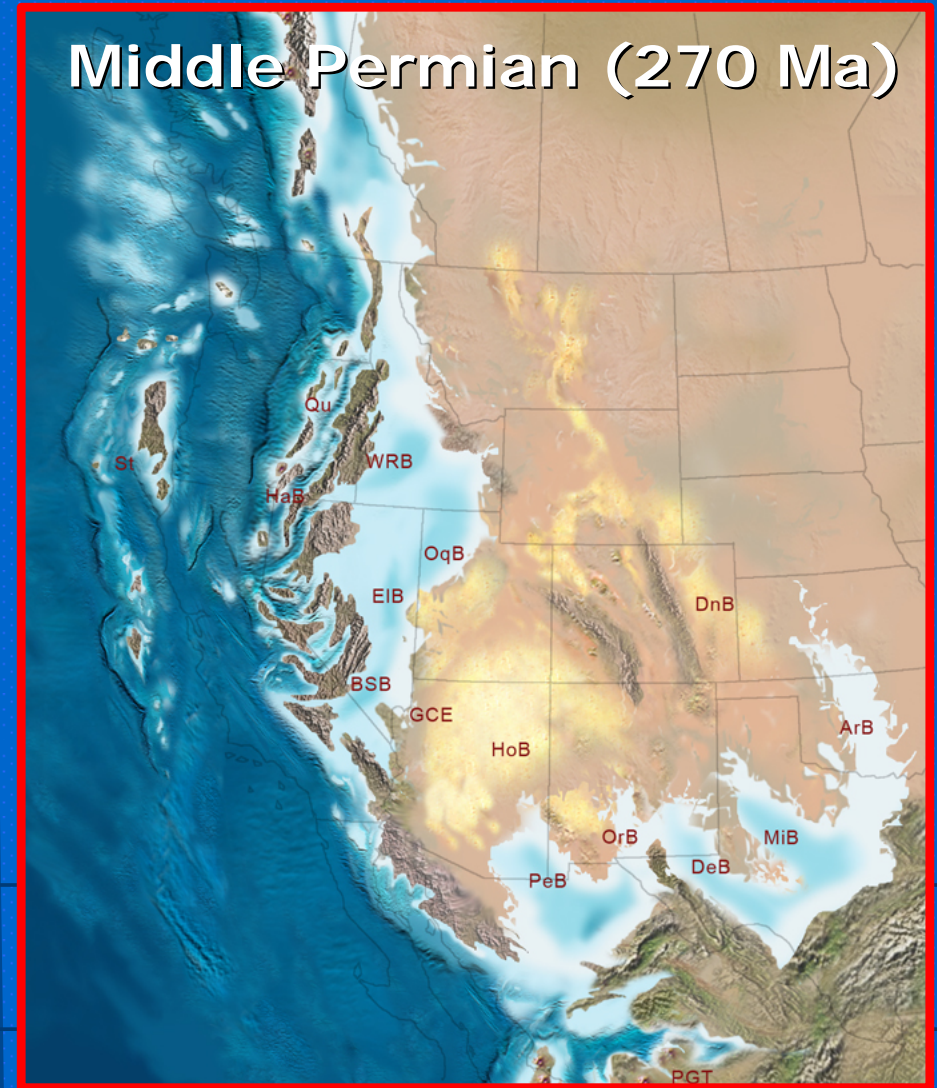 Middle Permian (270 Ma)
Qu
St
WRB
HaB
OqB
ElB
DnB
BSB
GCE
ArB
HoB
OrB
MiB
DeB
PeB
PGT